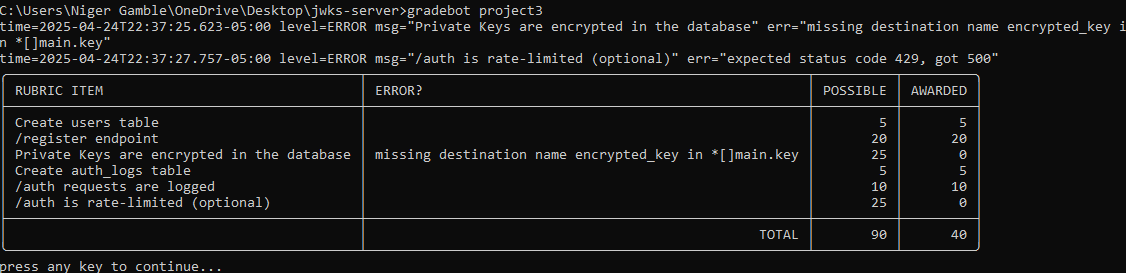 C:\Users\Niger Gamble\OneDrive\Desktop\jwks-server>gradebot project3
time=2025-04-24T22:37:25.623-05:00 level=ERROR msg="Private Keys are encrypted in the database" err="missing destination name encrypted_key i
n *[]main.key"
time=2025-04-24T22:37:27.757-05:00 level=ERROR msg="/auth is rate-limited (optional)" err="expected status code 429, got 500"
RUBRIC ITEM ERROR? POSSIBLE AWARDED
Create users table 5 5
/register endpoint 20 20
Private Keys are encrypted in the database missing destination name encrypted_key in *[]main.key 25 0
Create auth_logs table 5 5
/auth requests are logged 10 10
/auth is rate-limited (optional) 25 0
TOTAL 90 40
press any key to continue...